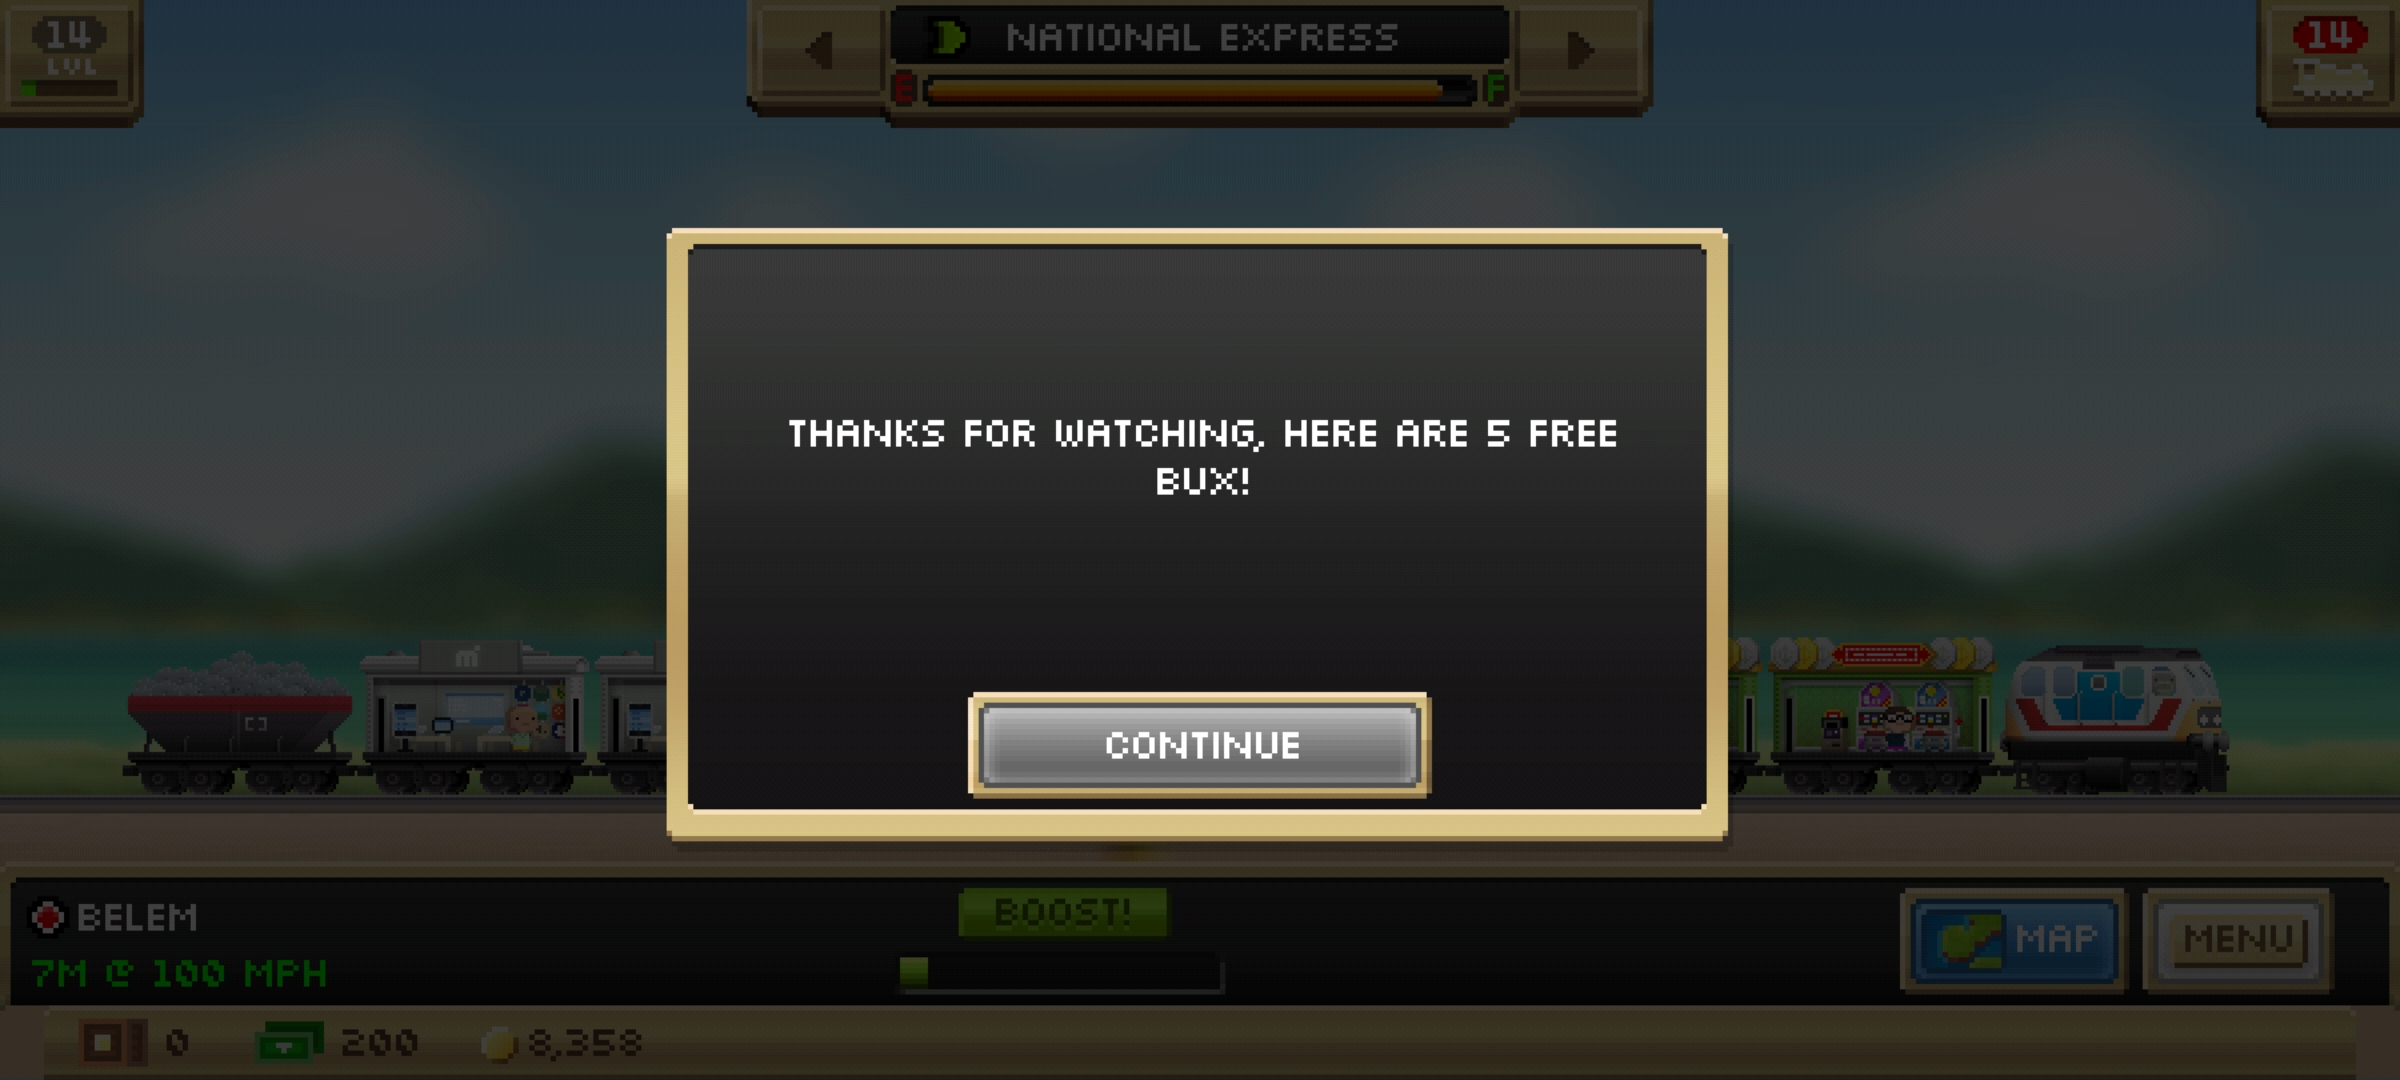 14
LVL
NATIONAL EXPRESS
E F
14
THANKS FOR WATCHING, HERE ARE 5 FREE
BUX!
CONTINUE
BELEM
7M @ 100 MPH
BOOST!
MAP
MENU
0
200
8,358